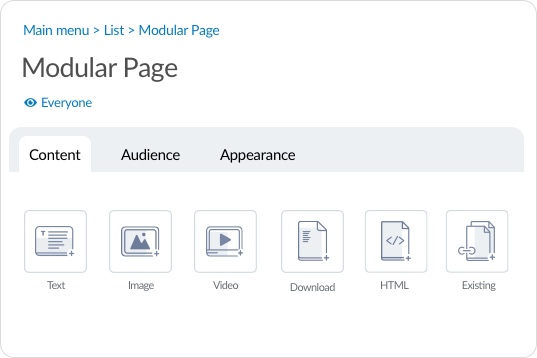 Main menu > List > Modular Page
Modular Page
Everyone
Content Audience Appearance
T
</>
Text Image Video Download HTML Existing